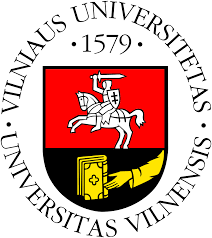 · VILNIAUS UNIVERSITETAS ·
· 1579 ·
UNIVERSITAS VILNENSIS